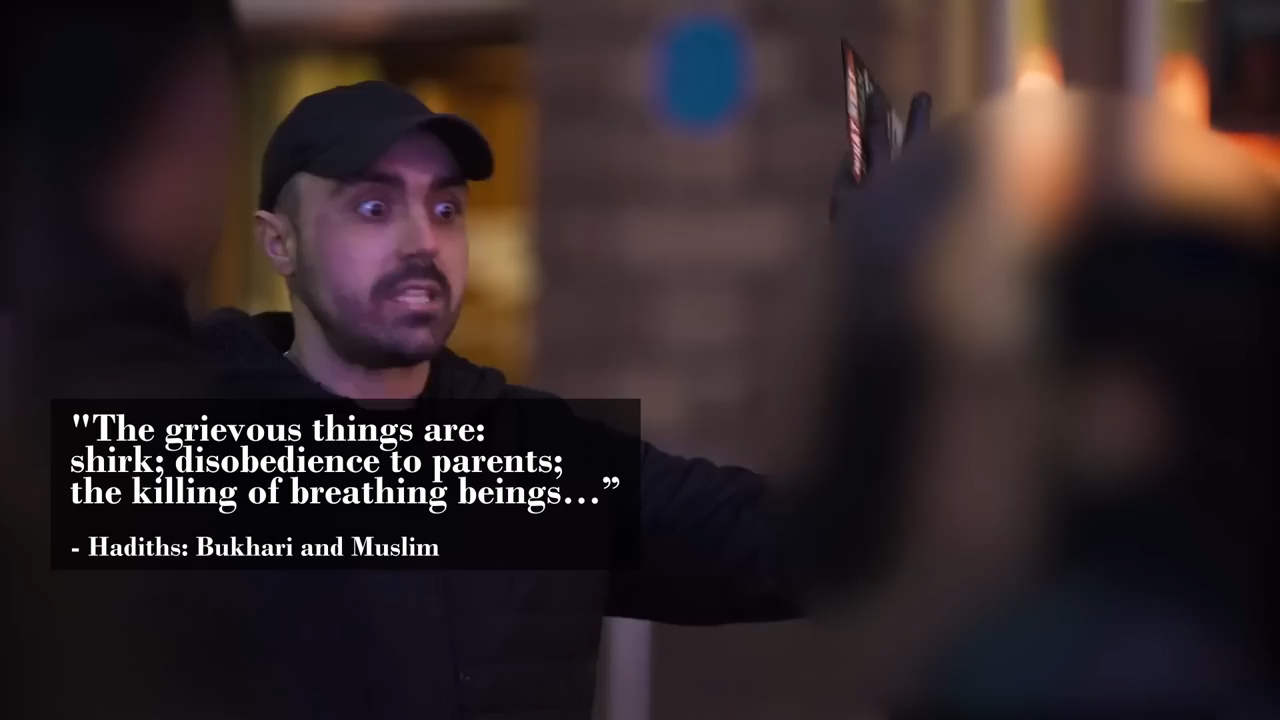 "The grievous things are:
shirk; disobedience to parents;
the killing of breathing beings...”
- Hadiths: Bukhari and Muslim